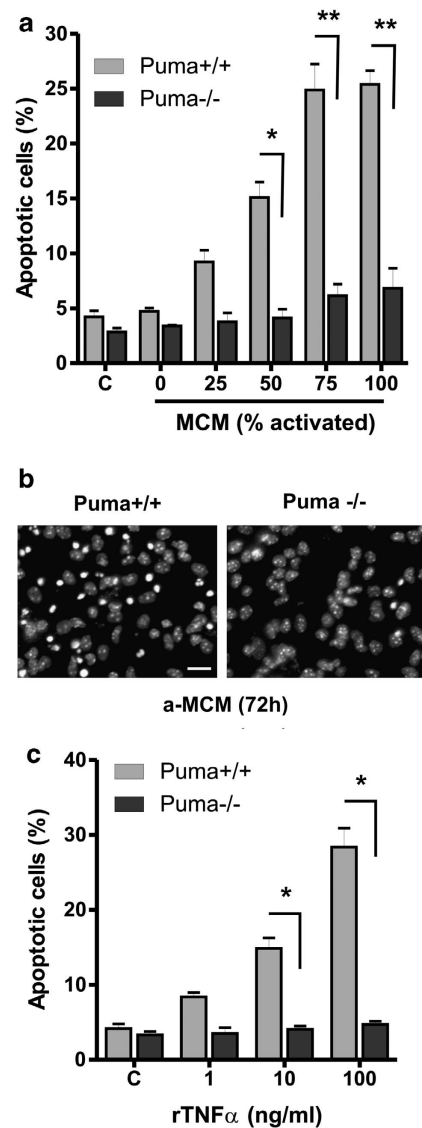 a
Puma+/+
Puma-/-
*
**
**
Apoptotic cells (%)
30
25
20
15
10
5
0
C 0 25 50 75 100
MCM (% activated)
b
Puma+/+ Puma -/-
a-MCM (72h)
c
Puma+/+
Puma-/-
*
*
Apoptotic cells (%)
40
30
20
10
0
C 1 10 100
rTNFα (ng/ml)